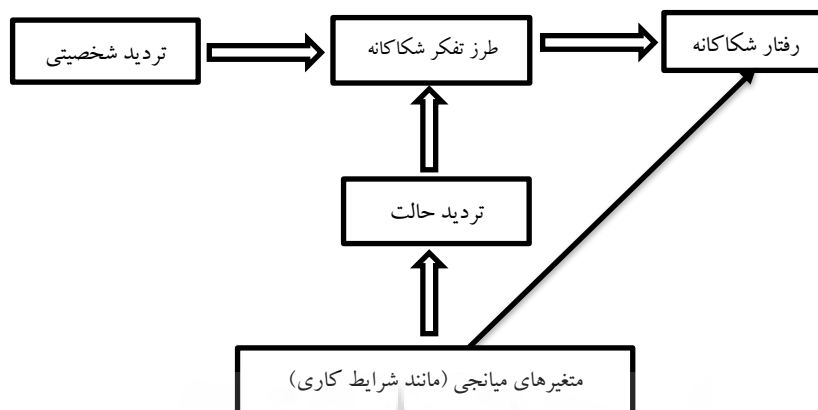 رفتار شکاکانه
طرز تفکر شکاکانه
تردید شخصیتی
تردید حالت
متغیرهای میانجی (مانند شرایط کاری)